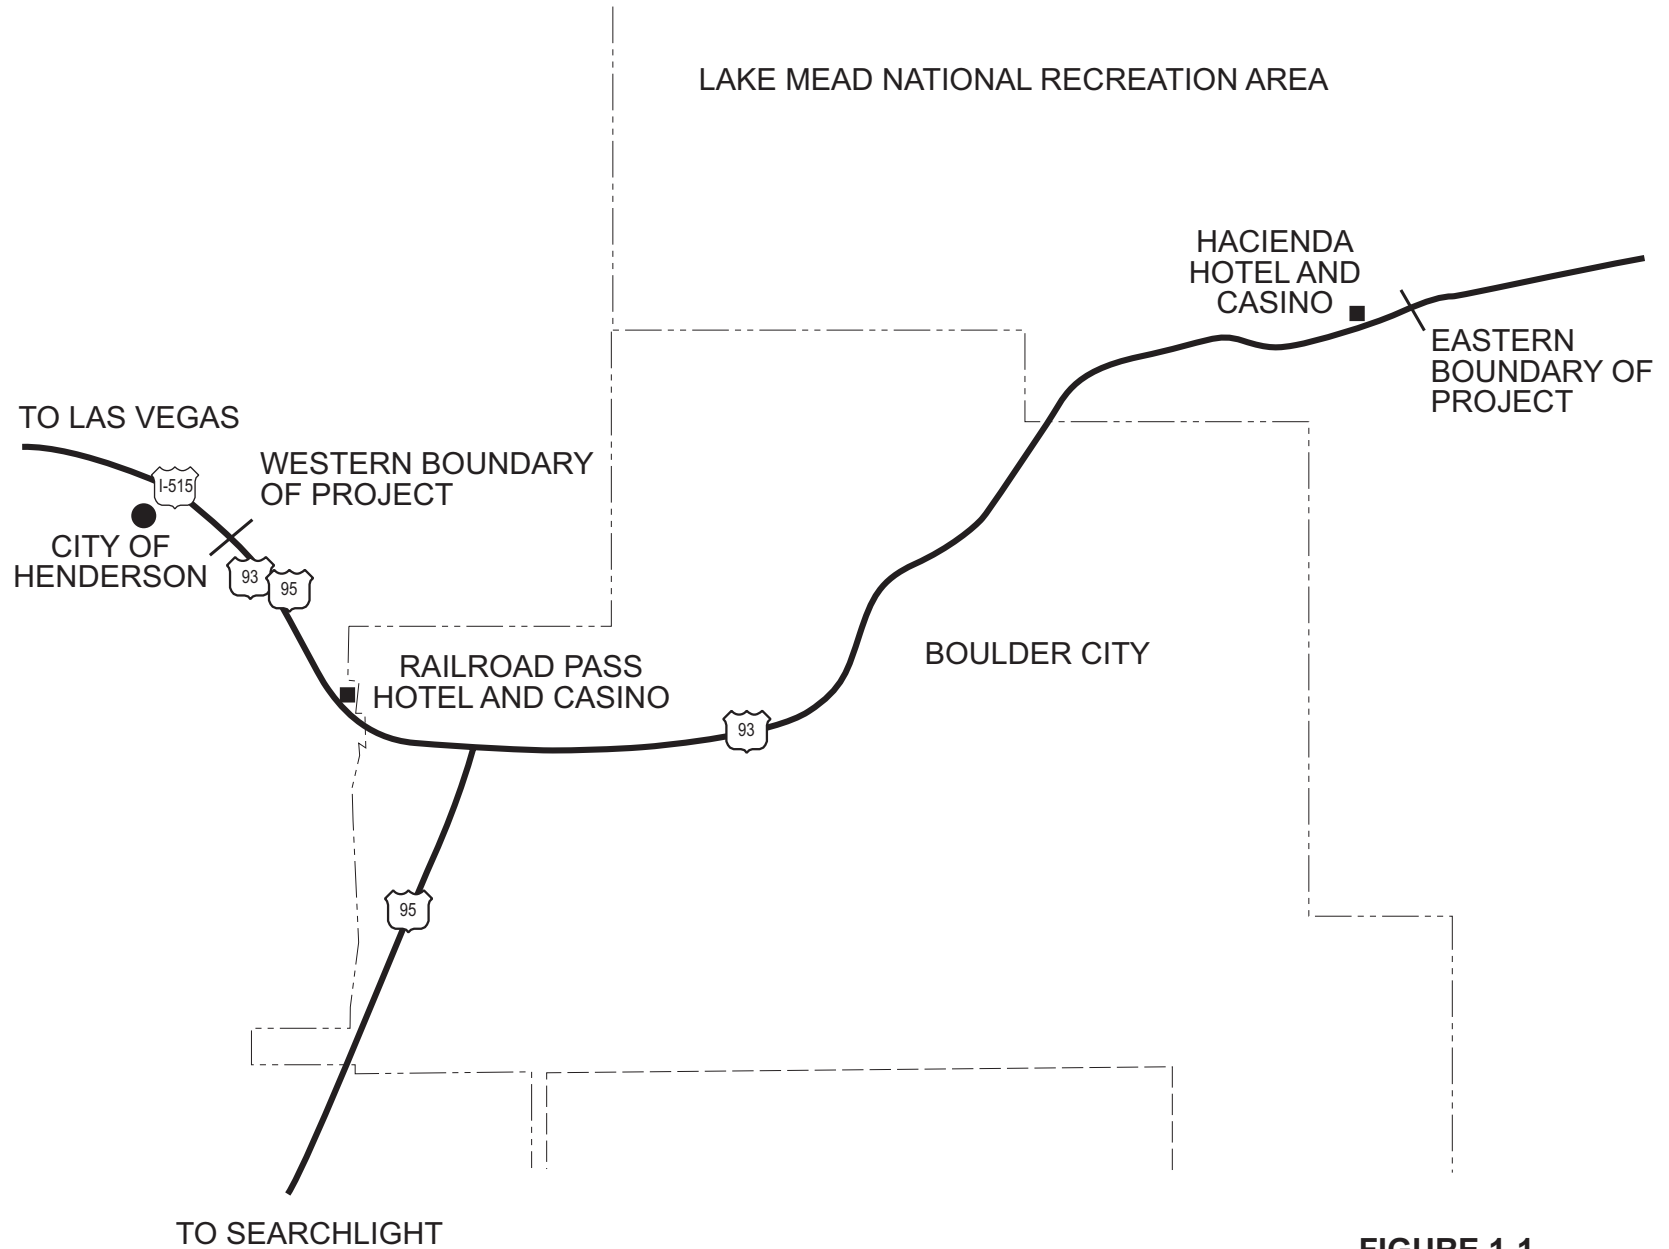 LAKE MEAD NATIONAL RECREATION AREA
HACIENDA
HOTEL AND
CASINO
EASTERN
BOUNDARY OF
PROJECT
TO LAS VEGAS
I-515
WESTERN BOUNDARY
OF PROJECT
CITY OF
HENDERSON
93
95
RAILROAD PASS
HOTEL AND CASINO
BOULDER CITY
93
95
TO SEARCHLIGHT
FIGURE 1-1